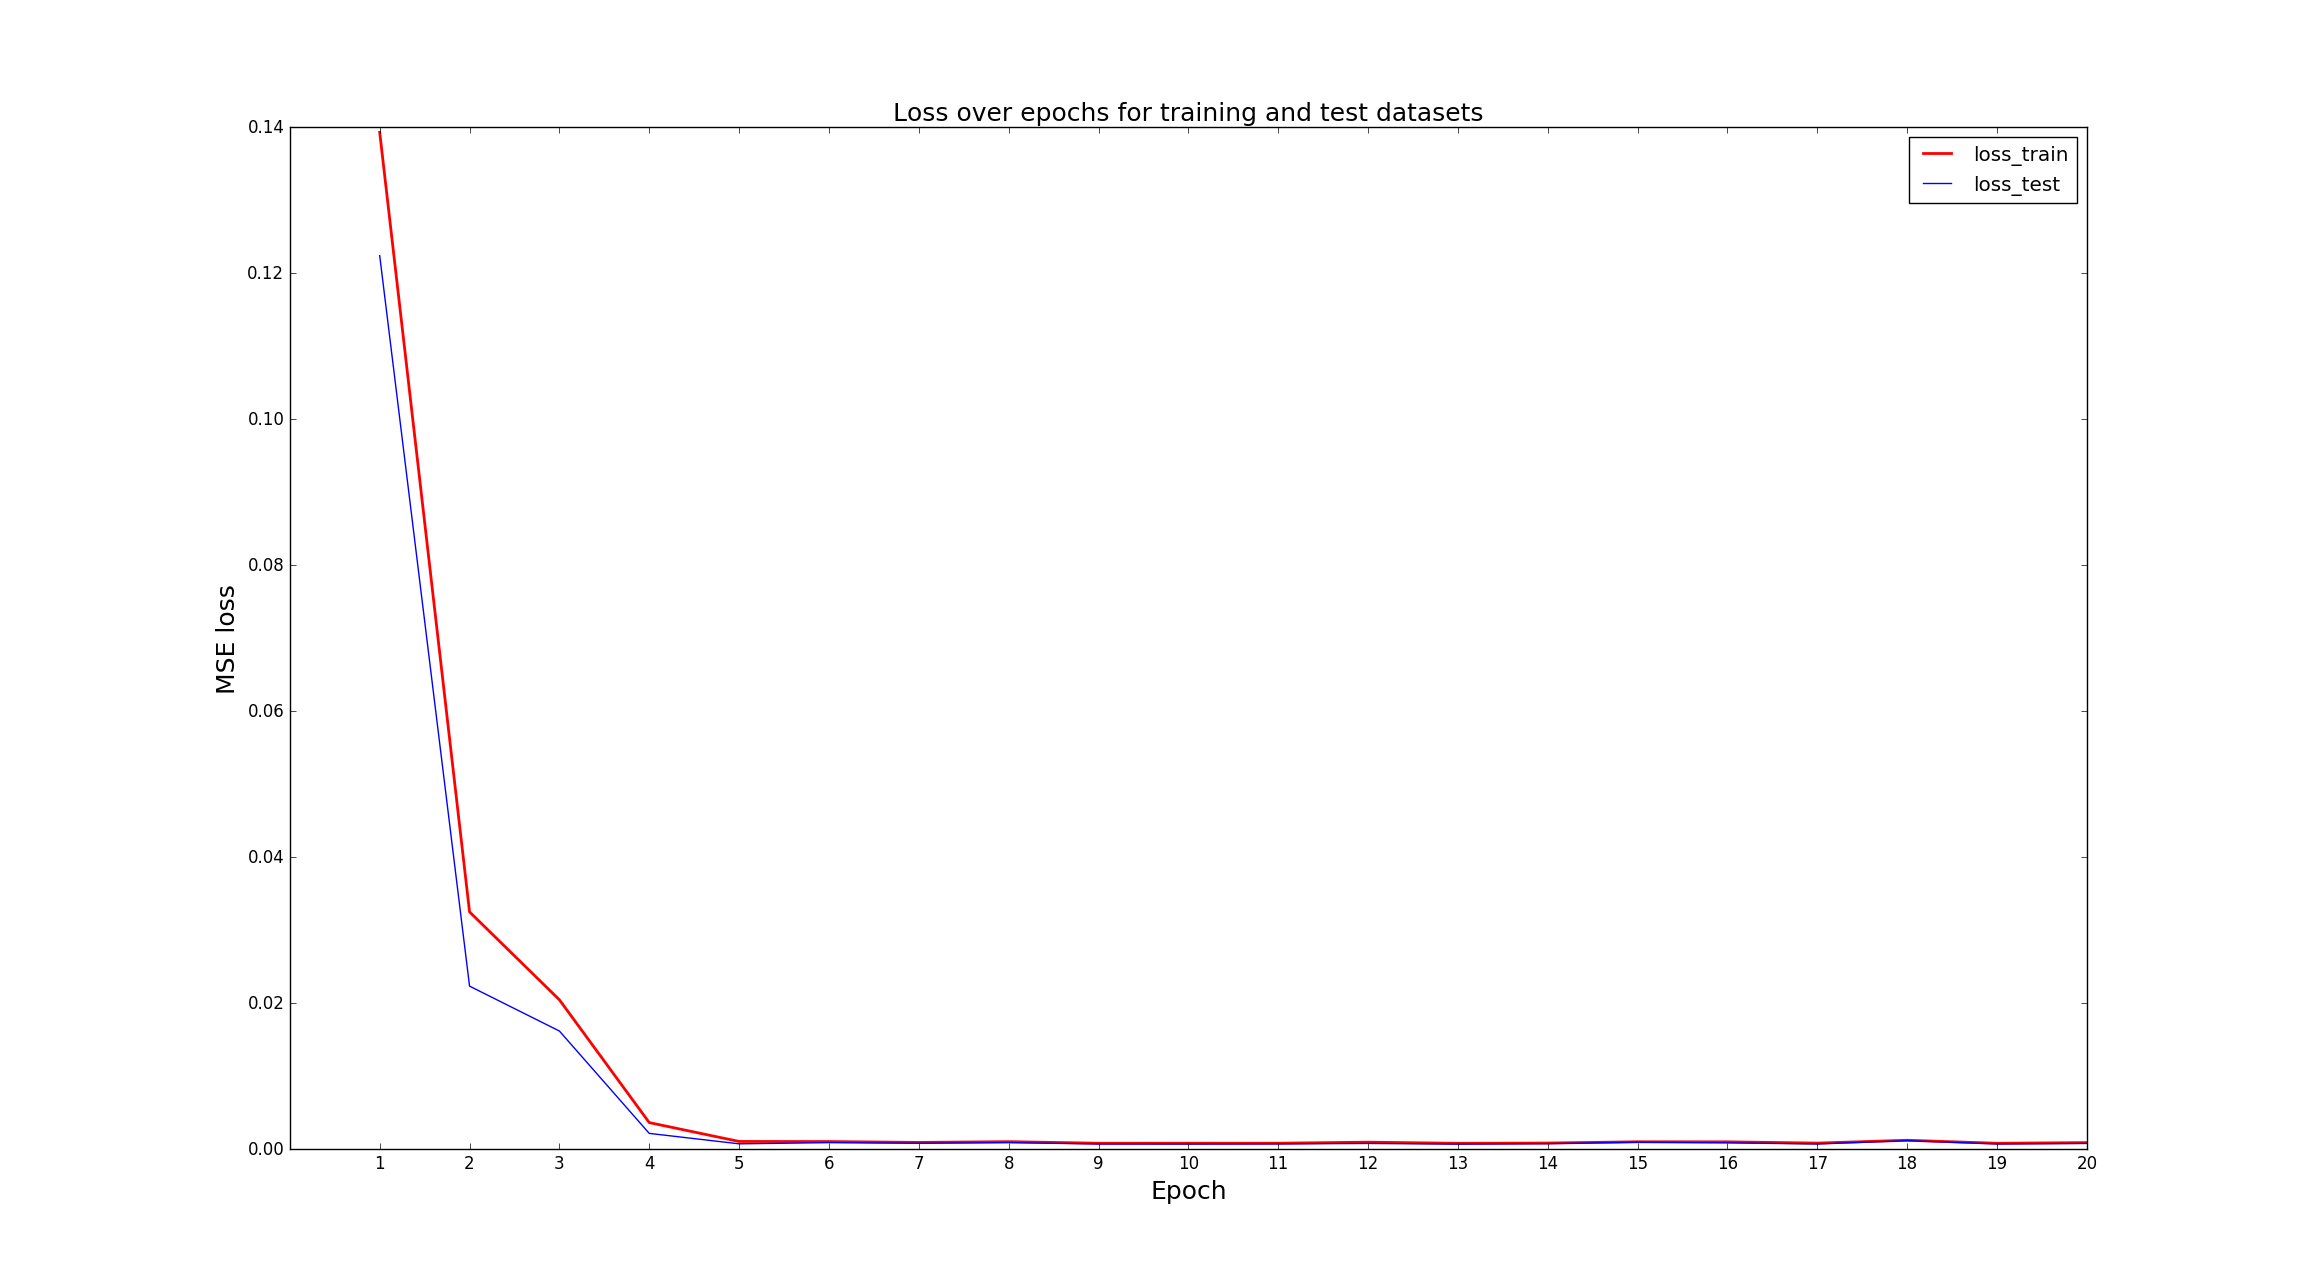 Loss over epochs for training and test datasets
loss_train
loss_test
0.14
0.12
0.10
0.08
0.06
0.04
0.02
0.00
MSE loss
1 2 3 4 5 6 7 8 9 10 11 12 13 14 15 16 17 18 19 20
Epoch